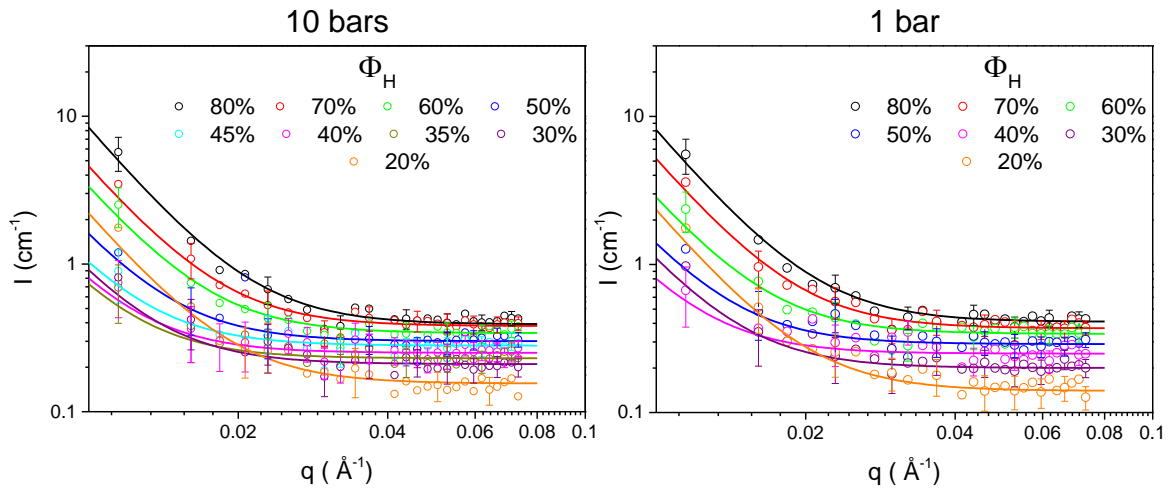 10 bars
Φ_H
80% 70% 60% 50%
45% 40% 35% 30%
20%
10
1
0.1
I (cm⁻¹)
0.02 0.04 0.06 0.08 0.1
q ( Å⁻¹)
1 bar
Φ_H
80% 70% 60%
50% 40% 30%
20%
10
1
0.1
I (cm⁻¹)
0.02 0.04 0.06 0.08 0.1
q ( Å⁻¹)